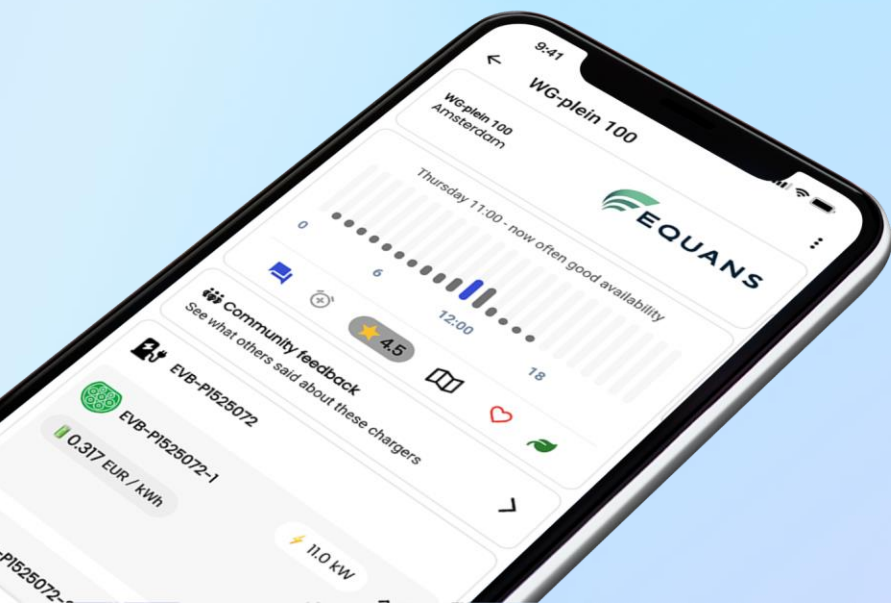 9:41
WG-plein 100
WG-plein 100
Amsterdam
EQUANS
Thursday 11:00 - now often good availability
0
6
12:00
18
4.5
Community feedback
See what others said about these chargers
EVB-P1525072
EVB-P1525072-1
0.317 EUR / kWh
11.0 kW
-P1525072-